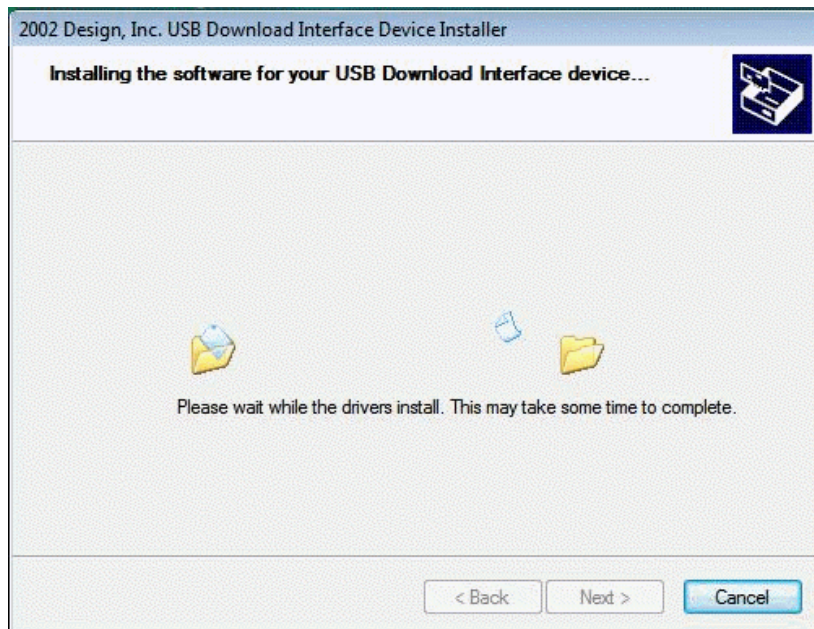 2002 Design, Inc. USB Download Interface Device Installer
Installing the software for your USB Download Interface device...
Please wait while the drivers install. This may take some time to complete.
< Back Next > Cancel